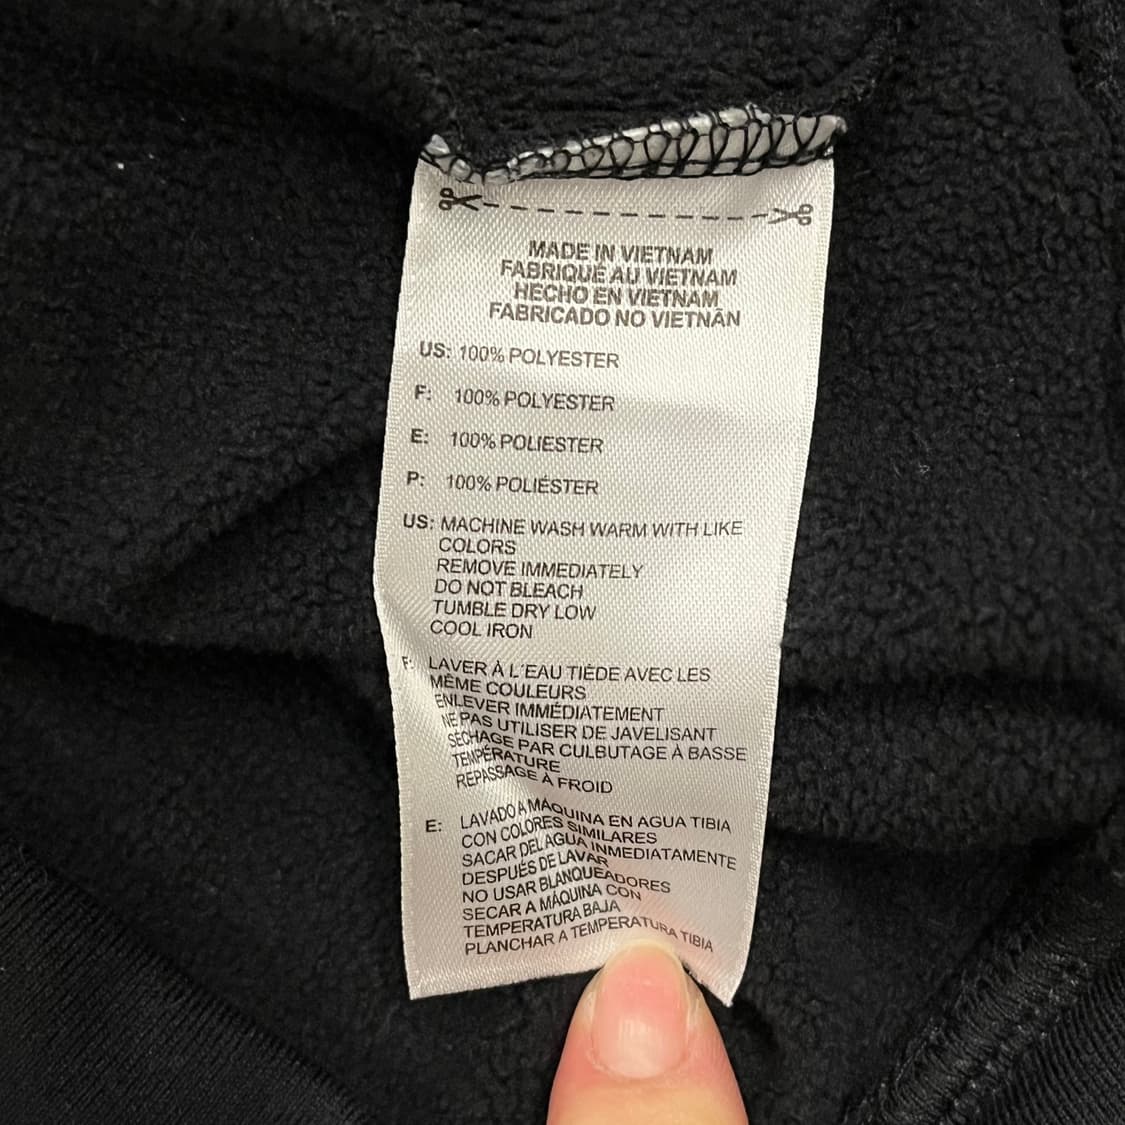 MADE IN VIETNAM
FABRIQUÉ AU VIETNAM
HECHO EN VIETNAM
FABRICADO NO VIETNÃN
US: 100% POLYESTER
F: 100% POLYESTER
E: 100% POLIESTER
P: 100% POLIÉSTER
US: MACHINE WASH WARM WITH LIKE
COLORS
REMOVE IMMEDIATELY
DO NOT BLEACH
TUMBLE DRY LOW
COOL IRON
F: LAVER À L'EAU TIÈDE AVEC LES
MÊME COULEURS
ENLEVER IMMÉDIATEMENT
NE PAS UTILISER DE JAVELISANT
SÉCHAGE PAR CULBUTAGE À BASSE
TEMPÉRATURE
REPASSAGE À FROID
E: LAVADO A MÁQUINA EN AGUA TIBIA
CON COLORES SIMILARES
SACAR DEL AGUA INMEDIATAMENTE
DESPUÉS DE LAVAR
NO USAR BLANQUEADORES
SECAR A MÁQUINA CON
TEMPERATURA BAJA
PLANCHAR A TEMPERATURA TIBIA